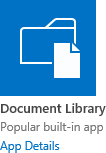 Document Library
Popular built-in app
App Details